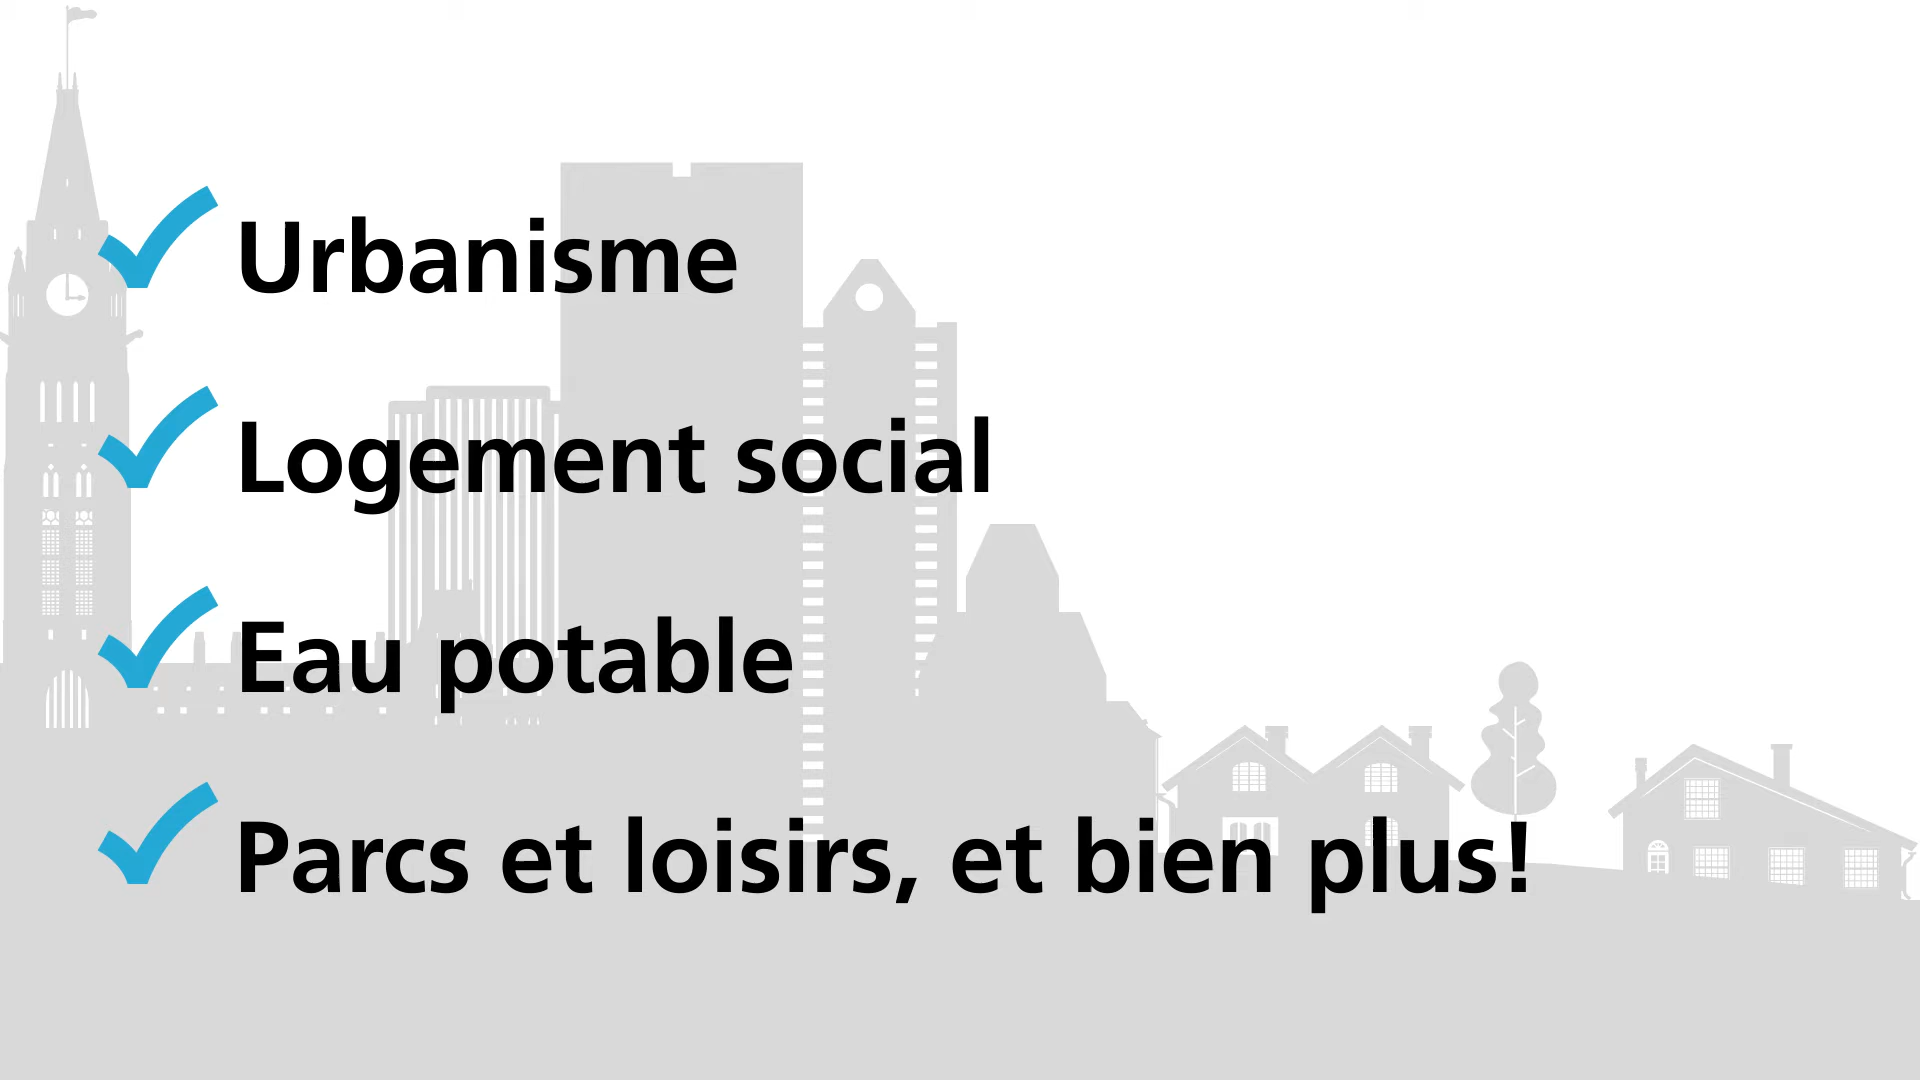 Urbanisme
Logement social
Eau potable
Parcs et loisirs, et bien plus!